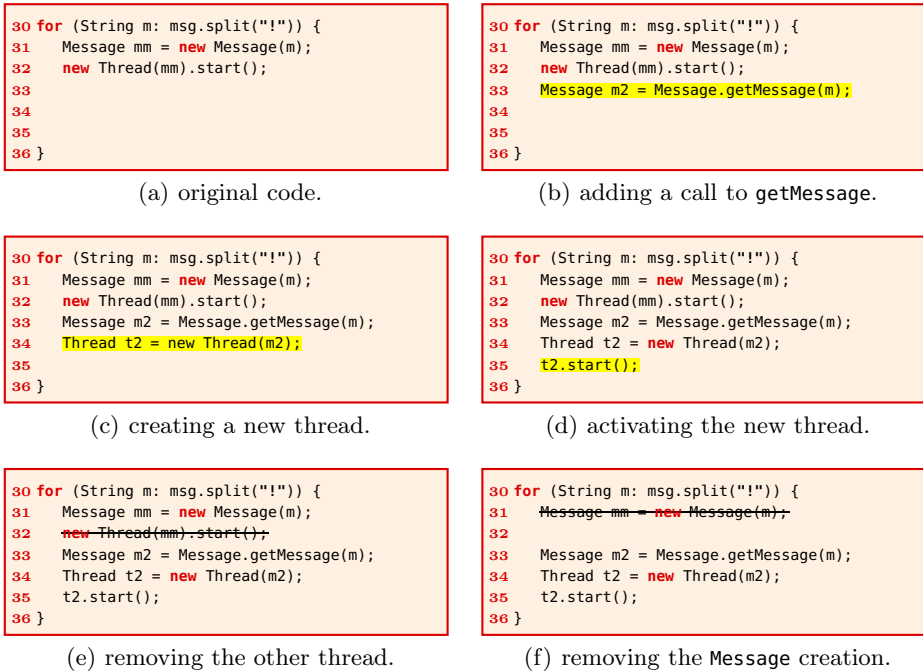 30 for (String m: msg.split("!")) {
31 Message mm = new Message(m);
32 new Thread(mm).start();
33
34
35
36 }
(a) original code.
30 for (String m: msg.split("!")) {
31 Message mm = new Message(m);
32 new Thread(mm).start();
33 Message m2 = Message.getMessage(m);
34
35
36 }
(b) adding a call to getMessage.
30 for (String m: msg.split("!")) {
31 Message mm = new Message(m);
32 new Thread(mm).start();
33 Message m2 = Message.getMessage(m);
34 Thread t2 = new Thread(m2);
35
36 }
(c) creating a new thread.
30 for (String m: msg.split("!")) {
31 Message mm = new Message(m);
32 new Thread(mm).start();
33 Message m2 = Message.getMessage(m);
34 Thread t2 = new Thread(m2);
35 t2.start();
36 }
(d) activating the new thread.
30 for (String m: msg.split("!")) {
31 Message mm = new Message(m);
32 new Thread(mm).start();
33 Message m2 = Message.getMessage(m);
34 Thread t2 = new Thread(m2);
35 t2.start();
36 }
(e) removing the other thread.
30 for (String m: msg.split("!")) {
31 Message mm = new Message(m);
32
33 Message m2 = Message.getMessage(m);
34 Thread t2 = new Thread(m2);
35 t2.start();
36 }
(f) removing the Message creation.